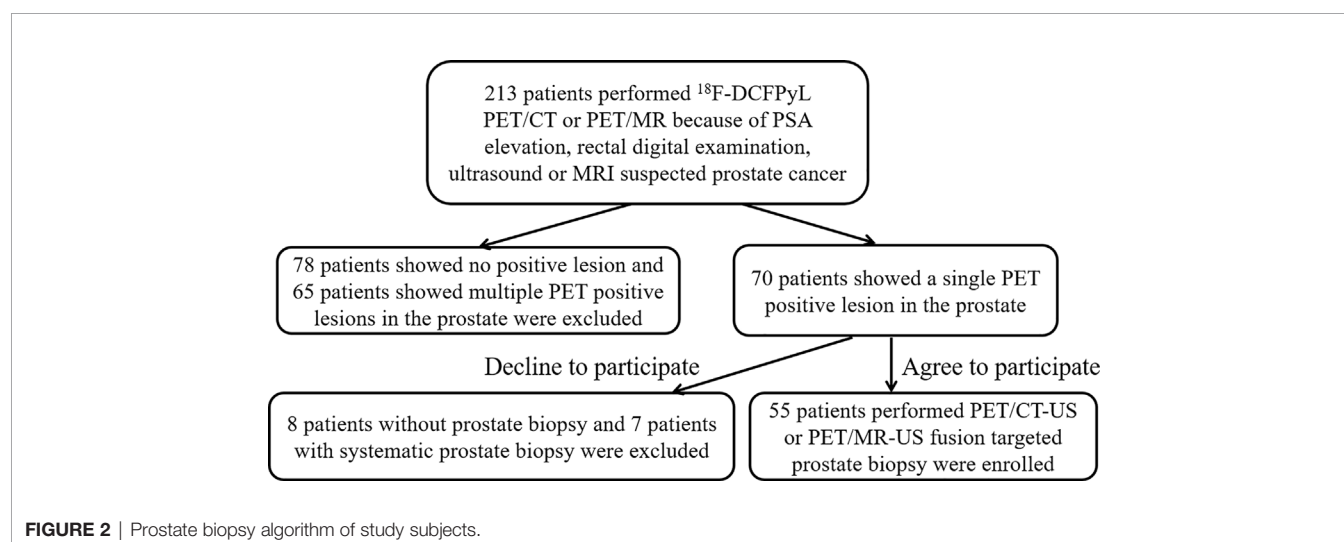 213 patients performed ¹⁸F-DCFPyL
PET/CT or PET/MR because of PSA
elevation, rectal digital examination,
ultrasound or MRI suspected prostate cancer
78 patients showed no positive lesion and
65 patients showed multiple PET positive
lesions in the prostate were excluded
70 patients showed a single PET
positive lesion in the prostate
Decline to participate
Agree to participate
8 patients without prostate biopsy and 7 patients
with systematic prostate biopsy were excluded
55 patients performed PET/CT-US
or PET/MR-US fusion targeted
prostate biopsy were enrolled
FIGURE 2 | Prostate biopsy algorithm of study subjects.